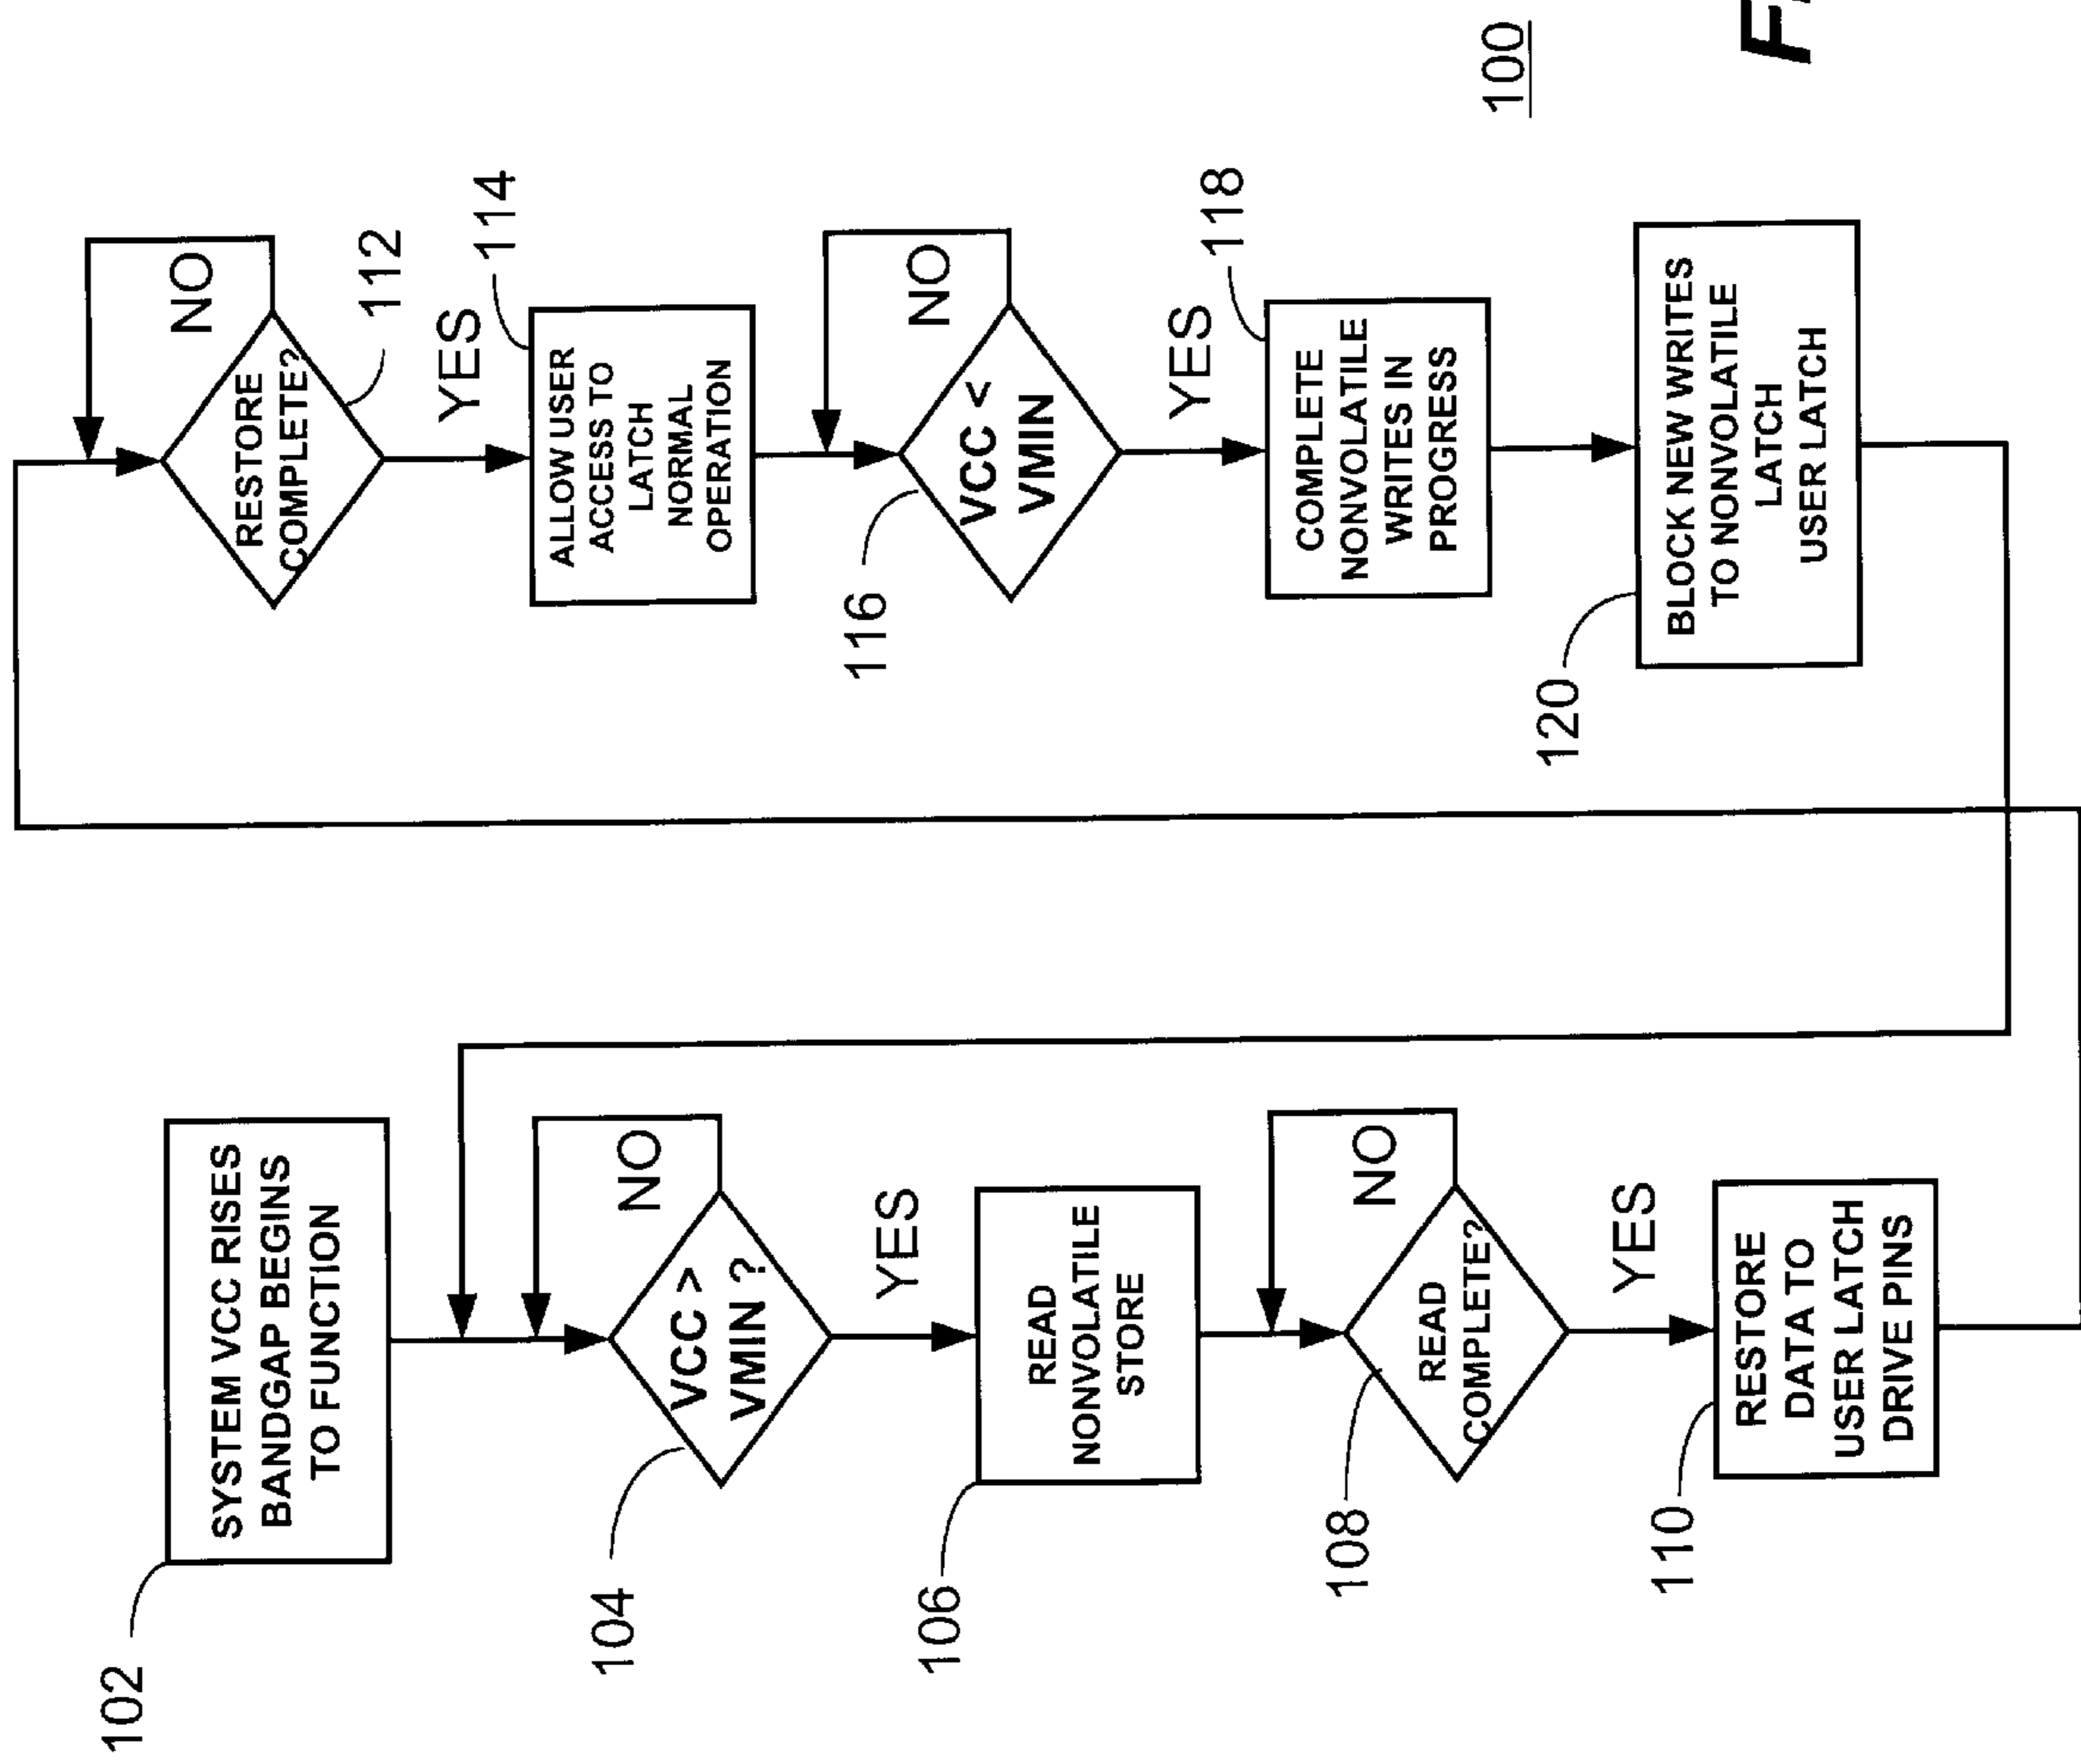 102
SYSTEM VCC RISES
BANDGAP BEGINS
TO FUNCTION
104
VCC >
VMIN ?
NO
YES
106
READ
NONVOLATILE
STORE
108
READ
COMPLETE?
NO
YES
110
RESTORE
DATA TO
USER LATCH
DRIVE PINS
RESTORE
COMPLETE?
NO
112
YES
114
ALLOW USER
ACCESS TO
LATCH
NORMAL
OPERATION
116
VCC <
VMIN
NO
YES
118
COMPLETE
NONVOLATILE
WRITES IN
PROGRESS
120
BLOCK NEW WRITES
TO NONVOLATILE
LATCH
USER LATCH
100